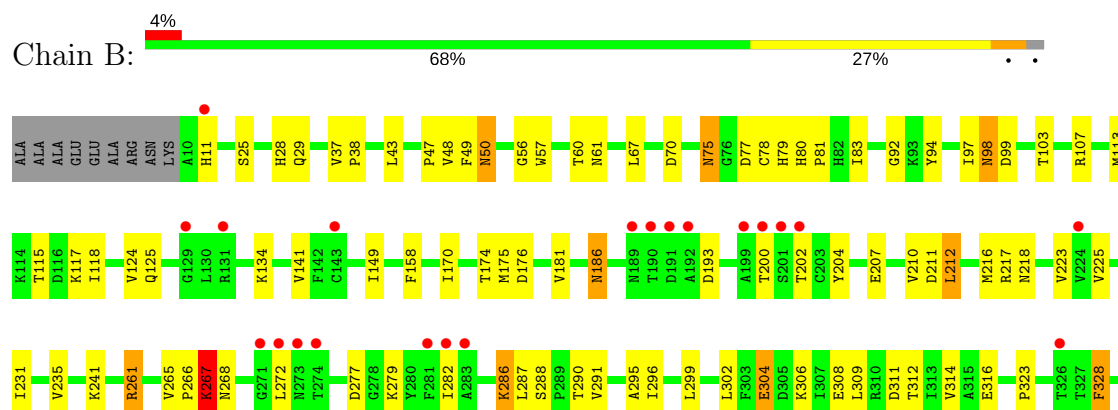 4%
Chain B:
68% 27% • •
ALA ALA ALA GLU GLU ALA ARG ASN LYS A10 H11 S25 H28 Q29 V37 P38 L43 P47 V48 F49 N50 G56 W57 T60 N61 L67 D70 N75 G76 D77 C78 H79 H80 P81 H82 I83 G92 K93 Y94 I97 N98 D99 T103 R107 M113
K114 T115 D116 K117 I118 V124 Q125 G129 L130 R131 K134 V141 F142 C143 I149 F158 I170 T174 M175 D176 V181 N186 N189 T190 D191 A192 D193 A199 T200 S201 T202 C203 Y204 E207 V210 D211 L212 M216 R217 N218 V223 V224 V225
I231 V235 K241 R261 V265 P266 K267 N268 G271 L272 N273 T274 D277 G278 K279 Y280 F281 I282 A283 K286 L287 S288 P289 T290 V291 A295 I296 L299 L302 F303 E304 D305 K306 I307 E308 L309 R310 D311 T312 I313 V314 A315 E316 P323 T326 T327 F328